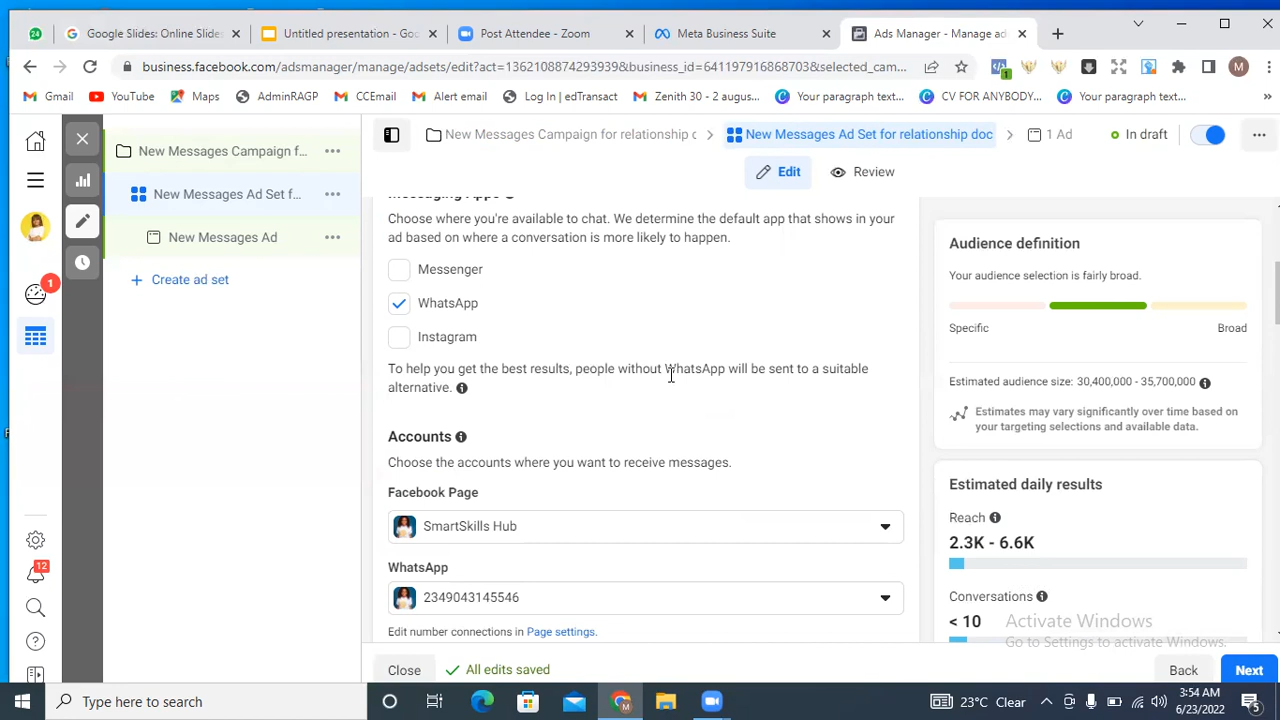 24
Google Slides: Online Slide
Untitled presentation - Goo
Post Attendee - Zoom
Meta Business Suite
Ads Manager - Manage ad
business.facebook.com/adsmanager/manage/adsets/edit?act=1362108874293939&business_id=641197916868703&selected_cam...
1
M
Gmail
YouTube
Maps
AdminRAGP
CCEmail
Alert email
Log In | edTransact
Zenith 30 - 2 augus...
Your paragraph text...
CV FOR ANYBODY...
Your paragraph text...
»
New Messages Campaign f...
New Messages Ad Set f...
New Messages Ad
Create ad set
1
12
New Messages Campaign for relationship c
New Messages Ad Set for relationship doc
1 Ad
In draft
Edit
Review
Messaging Apps
Choose where you're available to chat. We determine the default app that shows in your
ad based on where a conversation is more likely to happen.
Messenger
WhatsApp
Instagram
To help you get the best results, people without WhatsApp will be sent to a suitable
alternative.
Accounts
Choose the accounts where you want to receive messages.
Facebook Page
SmartSkills Hub
WhatsApp
2349043145546
Edit number connections in Page settings.
Audience definition
Your audience selection is fairly broad.
Specific
Broad
Estimated audience size: 30,400,000 - 35,700,000
Estimates may vary significantly over time based on
your targeting selections and available data.
Estimated daily results
Reach
2.3K - 6.6K
Conversations
< 10
Activate Windows
Go to Settings to activate Windows.
Close
All edits saved
Back
Next
Type here to search
23°C Clear
3:54 AM
6/23/2022
5